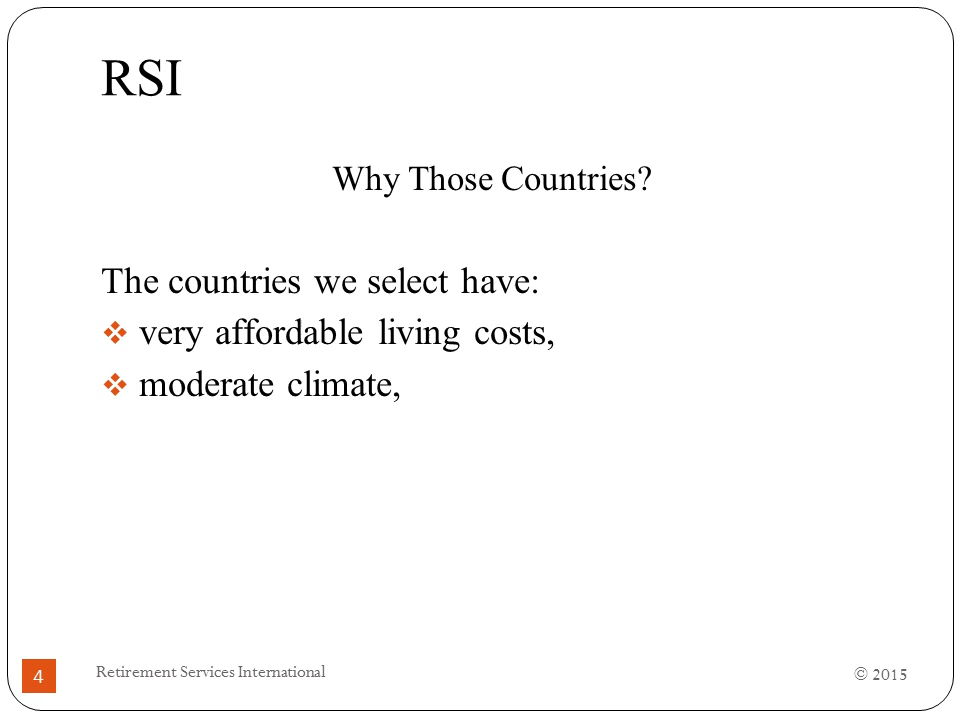 RSI
Why Those Countries?
The countries we select have:
❖ very affordable living costs,
❖ moderate climate,
4
Retirement Services International
© 2015